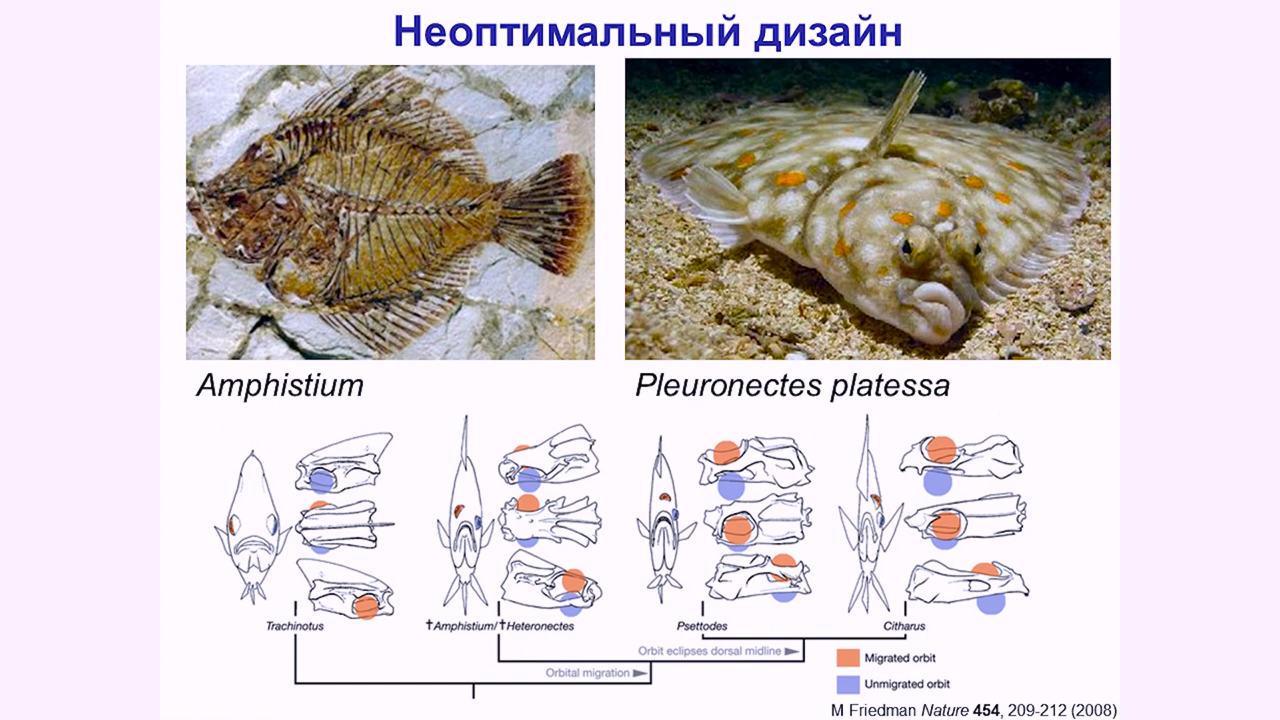 Неоптимальный дизайн
Amphistium
Pleuronectes platessa
Trachinotus
†Amphistium/†Heteronectes
Psettodes
Citharus
Orbit eclipses dorsal midline
Orbital migration
Migrated orbit
Unmigrated orbit
M Friedman Nature 454, 209-212 (2008)